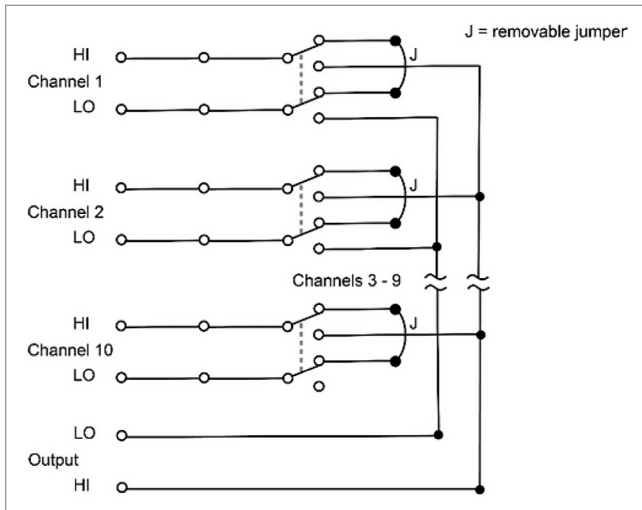 J = removable jumper
HI
Channel 1
LO
J
HI
Channel 2
LO
J
Channels 3 - 9
HI
Channel 10
LO
J
LO
Output
HI